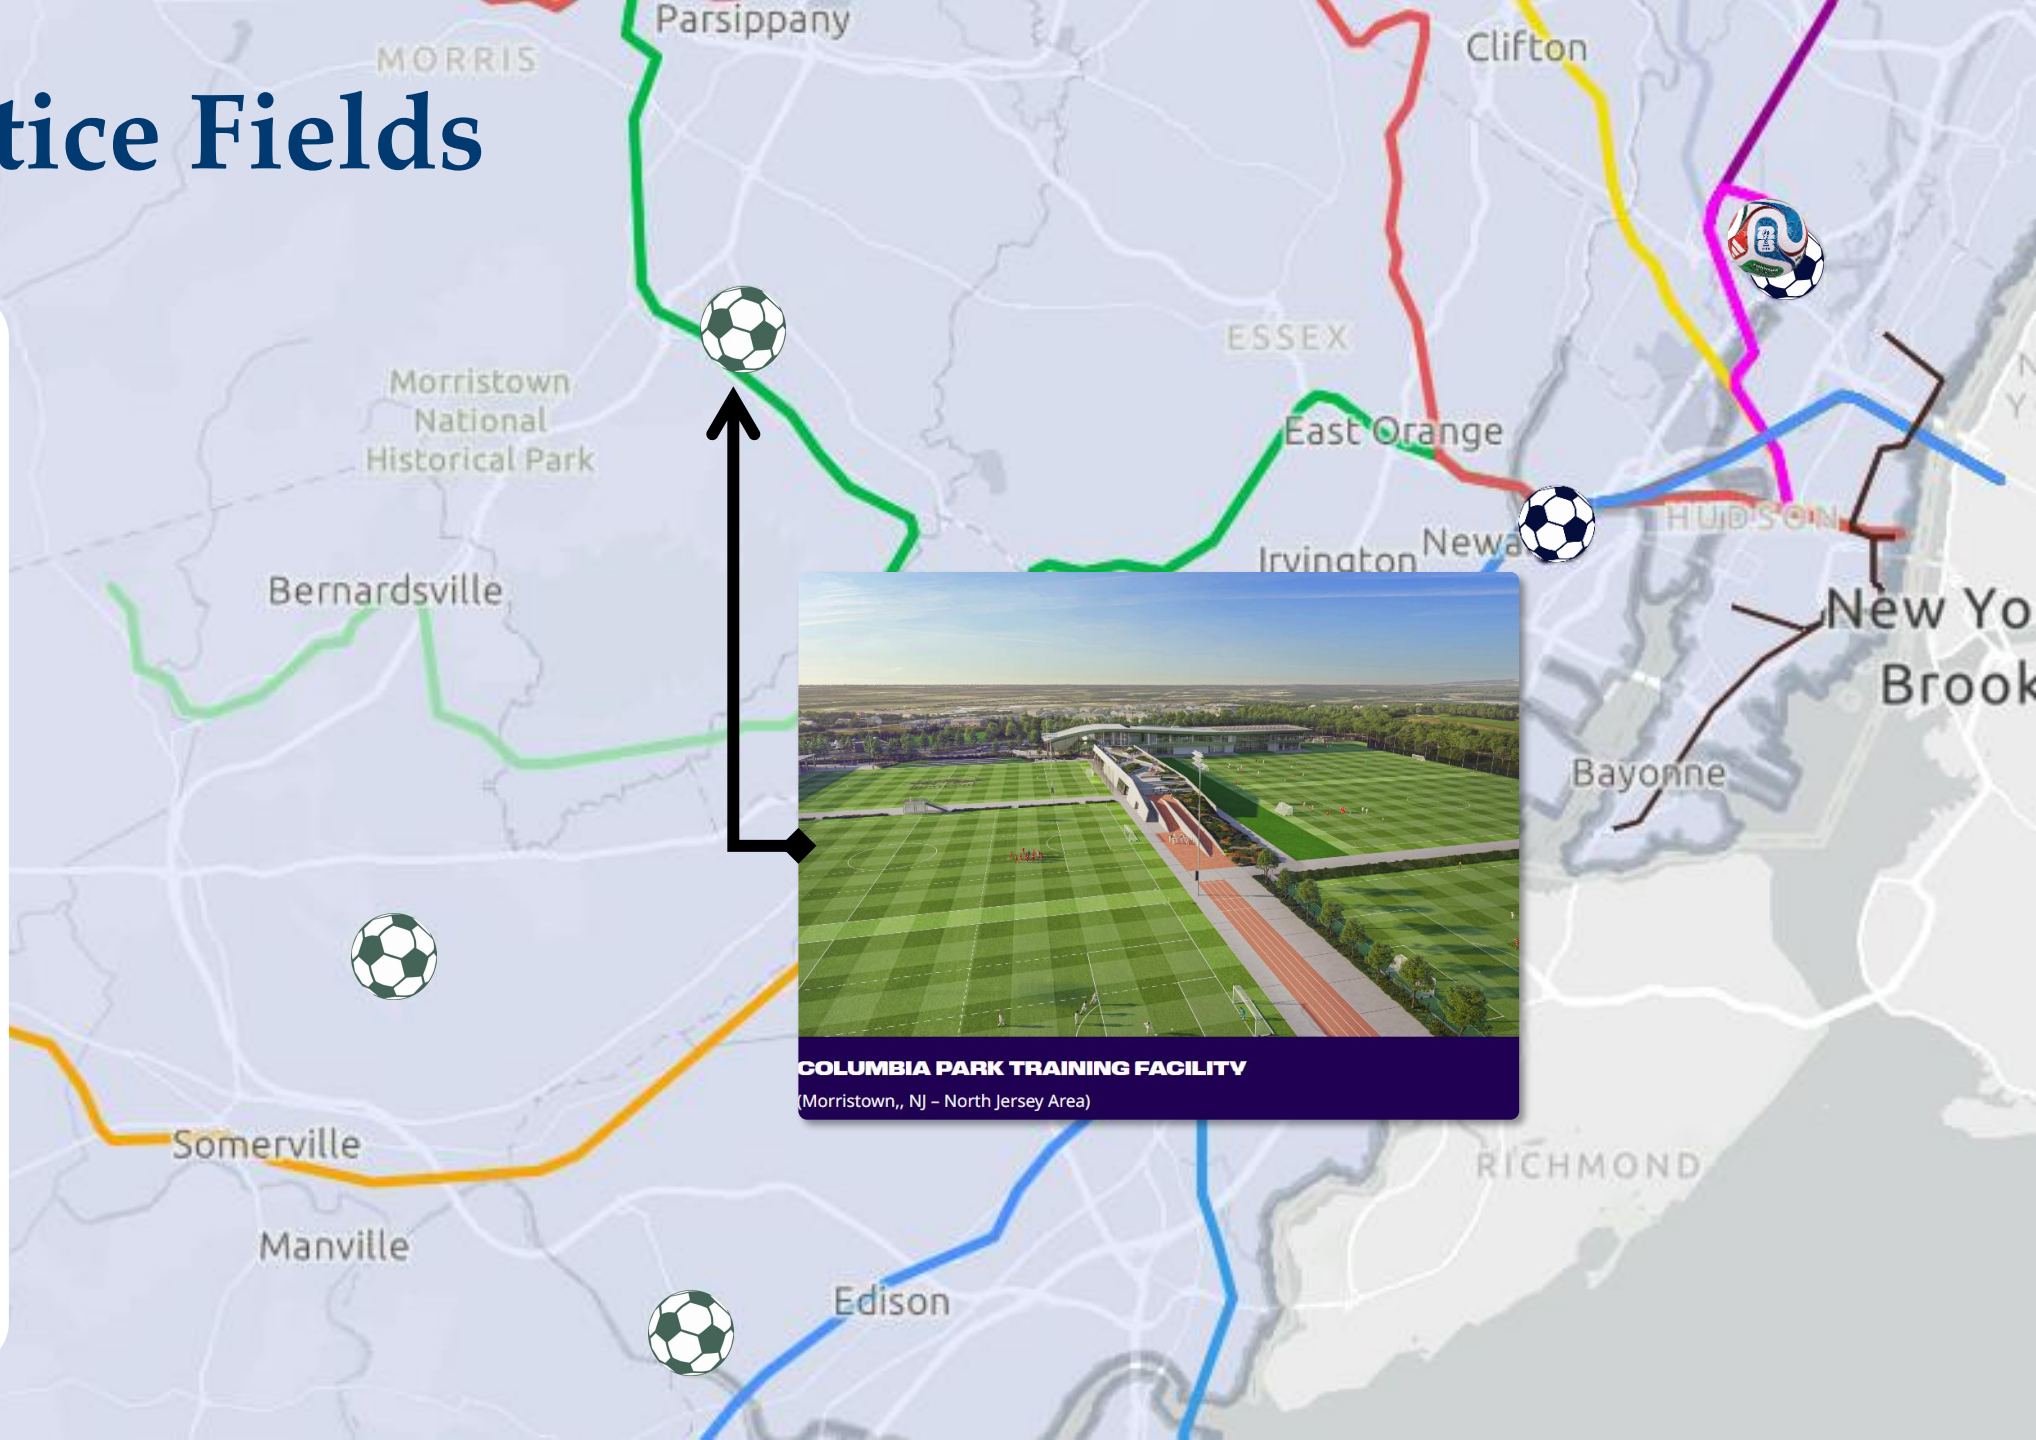 Parsippany
MORRIS
Clifton
tice Fields
ESSEX
Morristown
National
Historical Park
East Orange
HUDSON
Newa
Irvington
Bernardsville
New Yo
Brook
Bayonne
COLUMBIA PARK TRAINING FACILITY
(Morristown,, NJ – North Jersey Area)
Somerville
RICHMOND
Manville
Edison